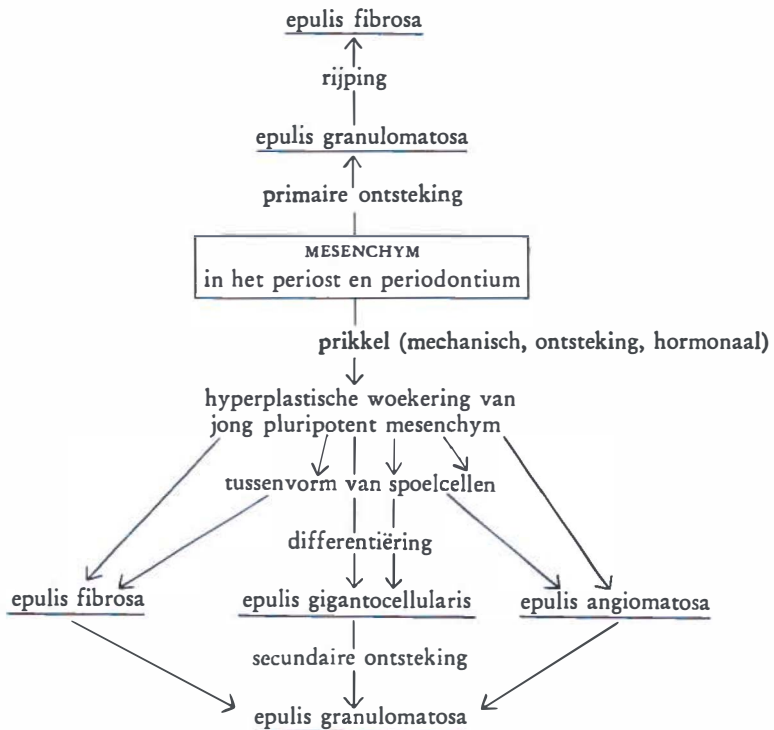 epulis fibrosa
rijping
epulis granulomatosa
primaire ontsteking
MESENCHYM
in het periost en periodontium
prikkel (mechanisch, ontsteking, hormonaal)
hyperplastische woekering van
jong pluripotent mesenchym
tussenvorm van spoelcellen
differentiëring
epulis fibrosa
epulis gigantocellularis
epulis angiomatosa
secundaire ontsteking
epulis granulomatosa